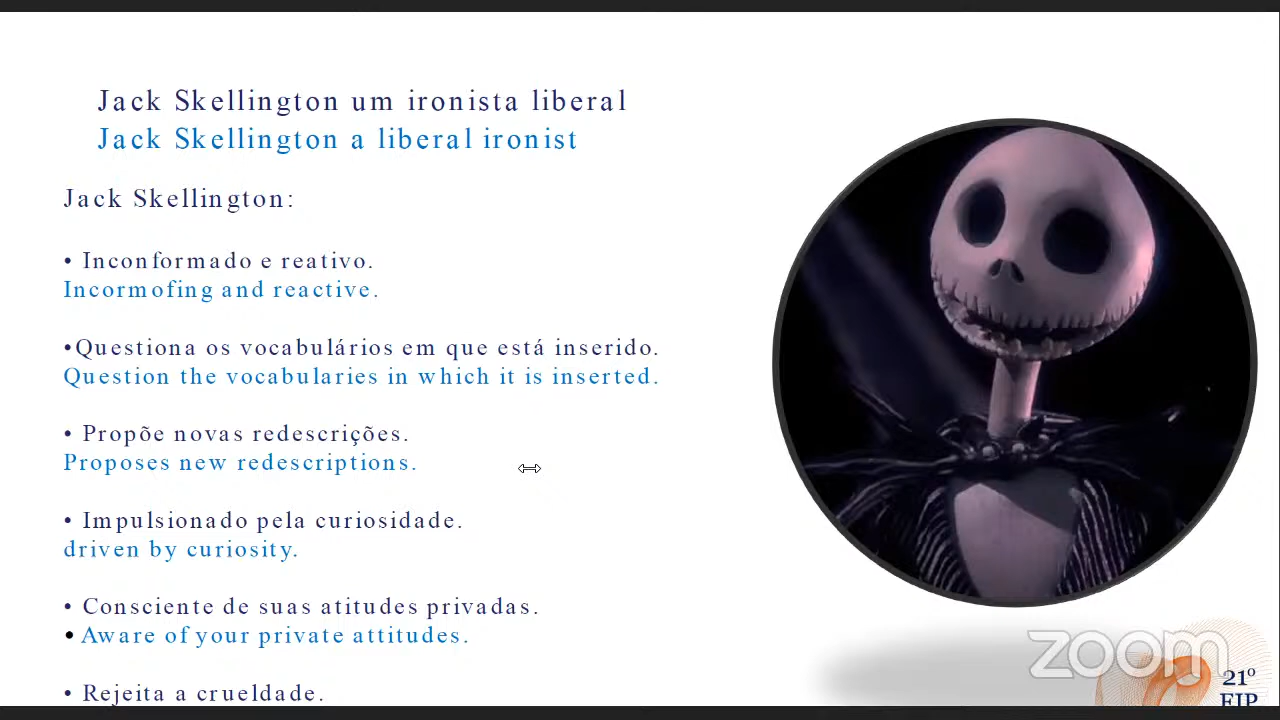 Jack Skellington um ironista liberal
Jack Skellington a liberal ironist
Jack Skellington:
• Inconformado e reativo.
Incormofing and reactive.
•Questiona os vocabulários em que está inserido.
Question the vocabularies in which it is inserted.
• Propõe novas redescrições.
Proposes new redescriptions.
• Impulsionado pela curiosidade.
driven by curiosity.
• Consciente de suas atitudes privadas.
• Aware of your private attitudes.
• Rejeita a crueldade.
zoom
21º
FIP